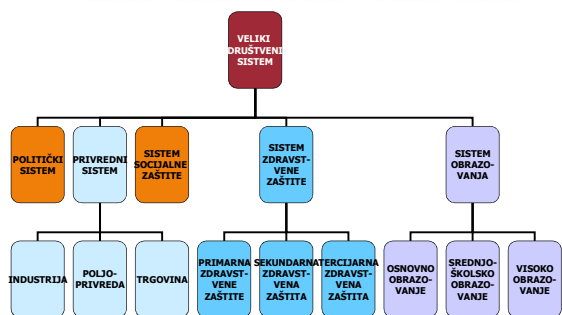 VELIKI
DRUŠTVENI
SISTEM
POLITIČKI
SISTEM
PRIVREDNI
SISTEM
SISTEM
SOCIJALNE
ZAŠTITE
SISTEM
ZDRAVST-
VENE
ZAŠTITE
SISTEM
OBRAZO-
VANJA
INDUSTRIJA
POLJO-
PRIVREDA
TRGOVINA
PRIMARNA
ZDRAVST-
VENE
ZAŠTITE
SEKUNDARNA
ZDRAVST-
VENA
ZAŠTITA
TERCIJARNA
ZDRAVST-
VENA
ZAŠTITA
OSNOVNO
OBRAZO-
VANJE
SREDNJO-
ŠKOLSKO
OBRAZO-
VANJE
VISOKO
OBRAZO-
VANJE